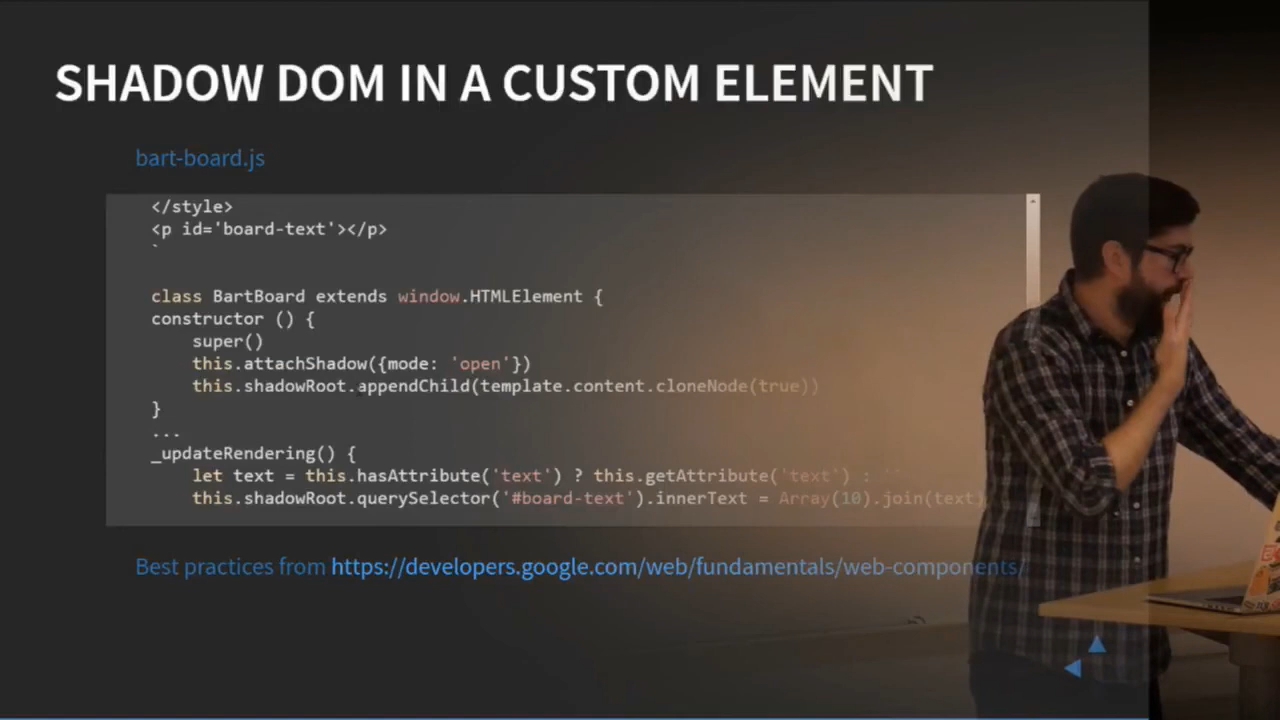 SHADOW DOM IN A CUSTOM ELEMENT
bart-board.js
</style>
<p id='board-text'></p>
`
class BartBoard extends window.HTMLElement {
constructor () {
super()
this.attachShadow({mode: 'open'})
this.shadowRoot.appendChild(template.content.cloneNode(true))
}
...
_updateRendering() {
let text = this.hasAttribute('text') ? this.getAttribute('text') : ``
this.shadowRoot.querySelector('#board-text').innerText = Array(10).join(text)
Best practices from https://developers.google.com/web/fundamentals/web-components/